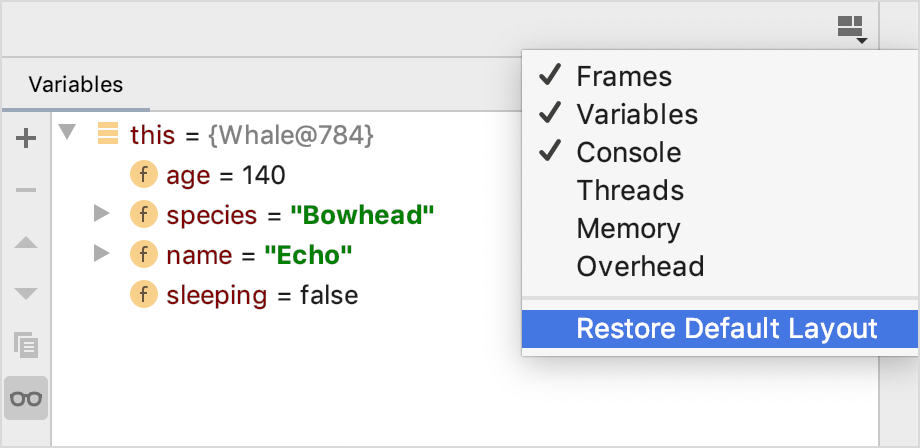 Variables
this = {Whale@784}
f age = 140
f species = "Bowhead"
f name = "Echo"
f sleeping = false
Frames
Variables
Console
Threads
Memory
Overhead
Restore Default Layout